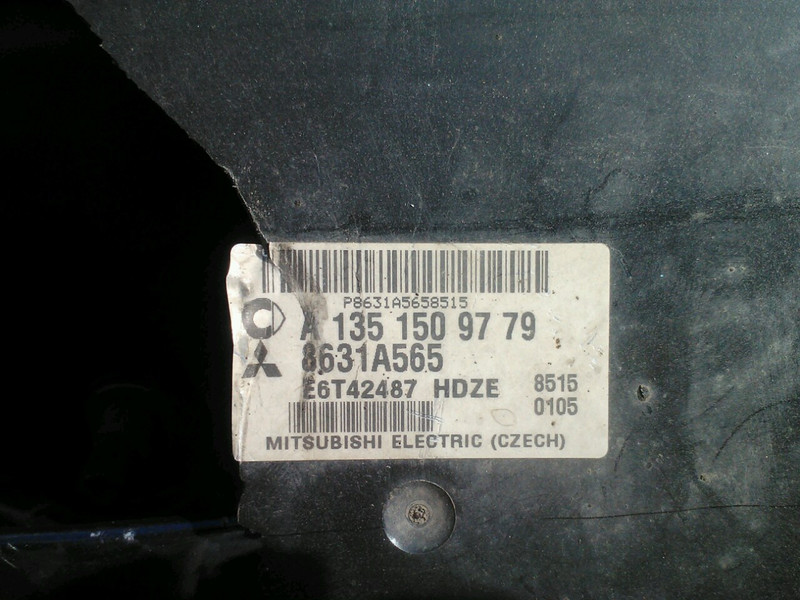 P8631A5658515
A 135 150 97 79
8631A565
E6T42487 HDZE 8515
0105
MITSUBISHI ELECTRIC (CZECH)